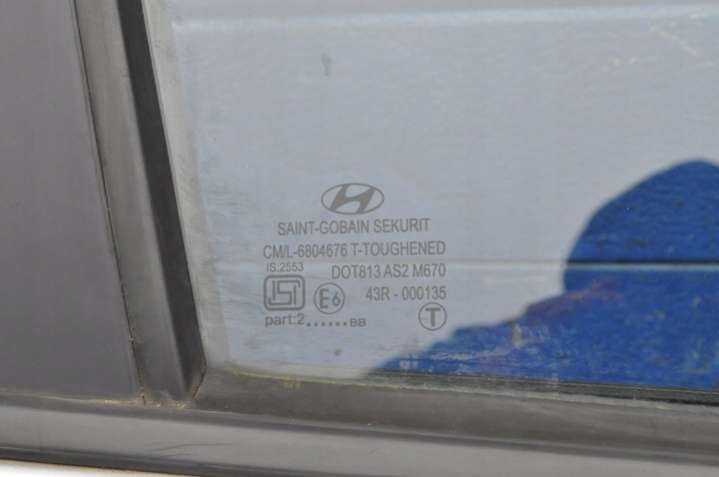 SAINT-GOBAIN SEKURIT
CM/L-6804676 T-TOUGHENED
IS:2553 DOT813 AS2 M670
E6 43R - 000135
part:2......BB T